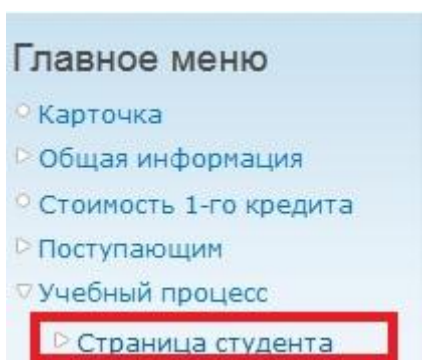 Главное меню
Карточка
Общая информация
Стоимость 1-го кредита
Поступающим
Учебный процесс
Страница студента